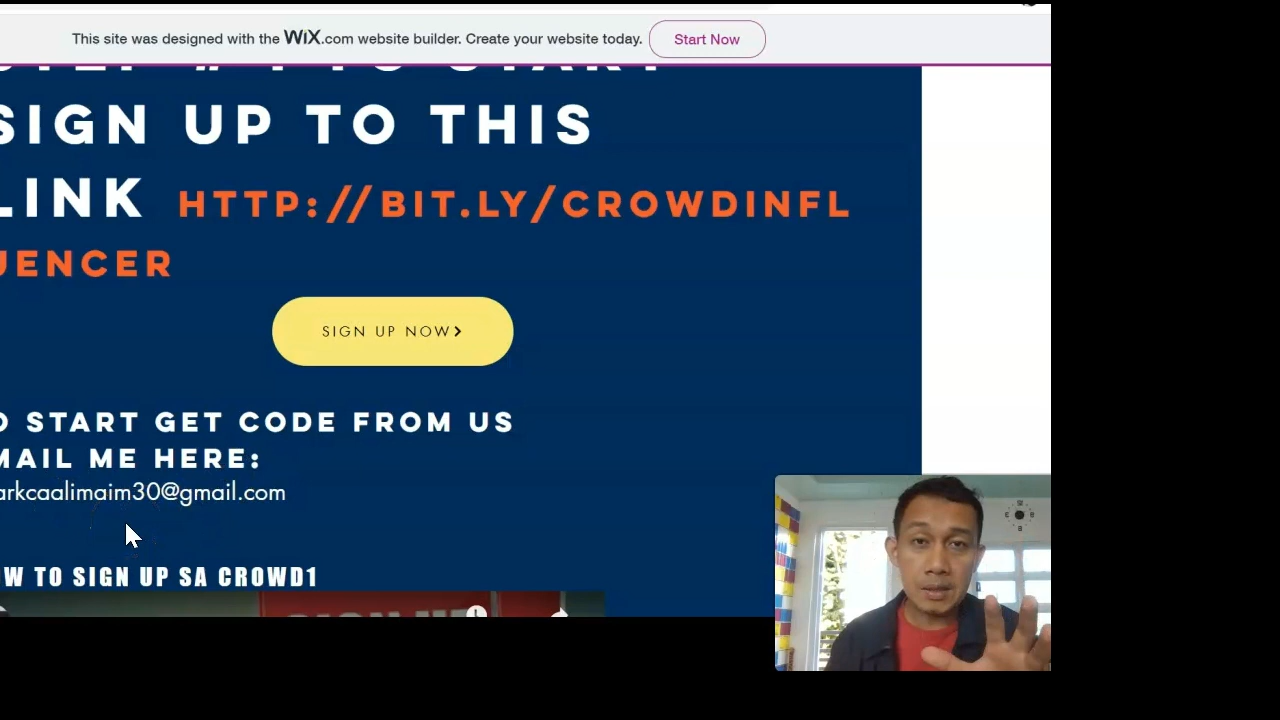 This site was designed with the WiX.com website builder. Create your website today. Start Now
SIGN UP TO THIS
LINK HTTP://BIT.LY/CROWDINFL
UENCER
SIGN UP NOW>
O START GET CODE FROM US
MAIL ME HERE:
arkcaalimaim30@gmail.com
OW TO SIGN UP SA CROWD1